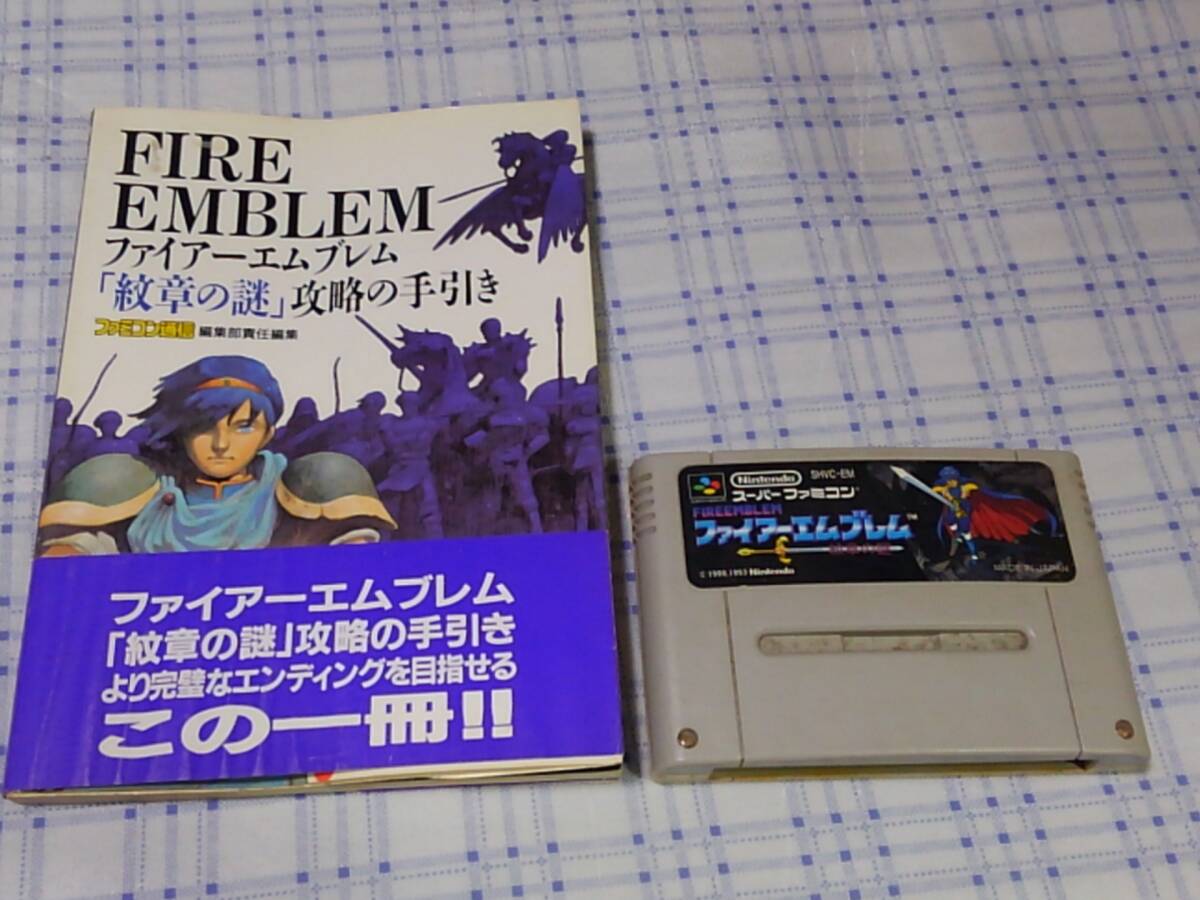 FIRE
EMBLEM
ファイアーエムブレム
「紋章の謎」攻略の手引き
ファミコン通信 編集部責任編集
ファイアーエムブレム
「紋章の謎」攻略の手引き
より完璧なエンディングを目指せる
この一冊!!
Nintendo SHVC-EM
スーパーファミコン
FIREEMBLEM
ファイアーエムブレム™
© 1990,1993 Nintendo
MADE IN JAPAN